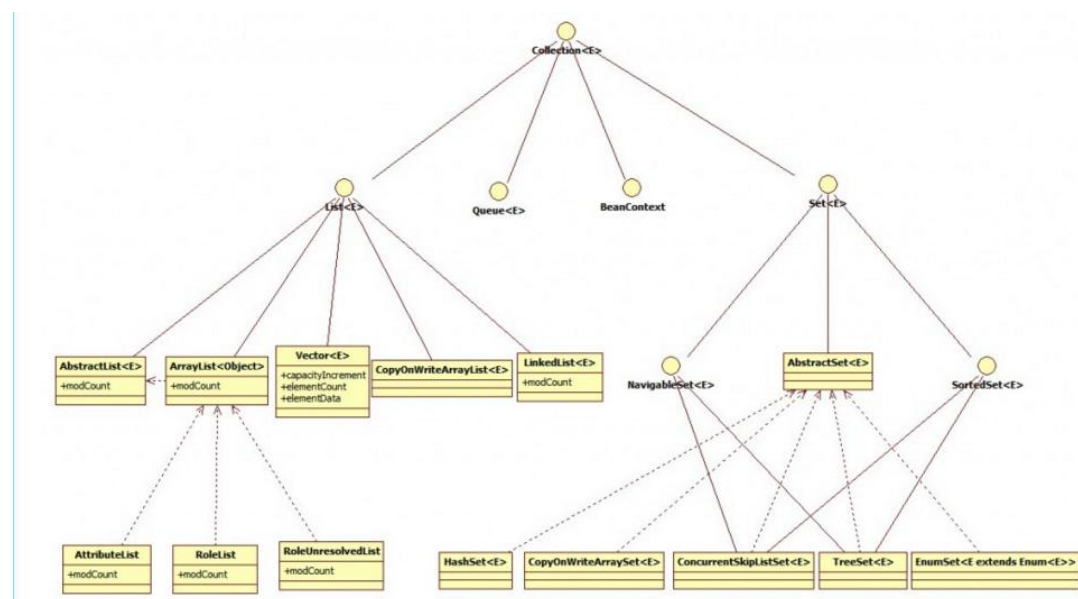 Collection<E>
List<E>
Queue<E>
BeanContext
Set<E>
AbstractList<E>
+modCount
ArrayList<Object>
+modCount
Vector<E>
+capacityIncrement
+elementCount
+elementData
CopyOnWriteArrayList<E>
LinkedList<E>
+modCount
NavigableSet<E>
AbstractSet<E>
SortedSet<E>
AttributeList
+modCount
RoleList
+modCount
RoleUnresolvedList
+modCount
HashSet<E>
CopyOnWriteArraySet<E>
ConcurrentSkipListSet<E>
TreeSet<E>
EnumSet<E extends Enum<E>>